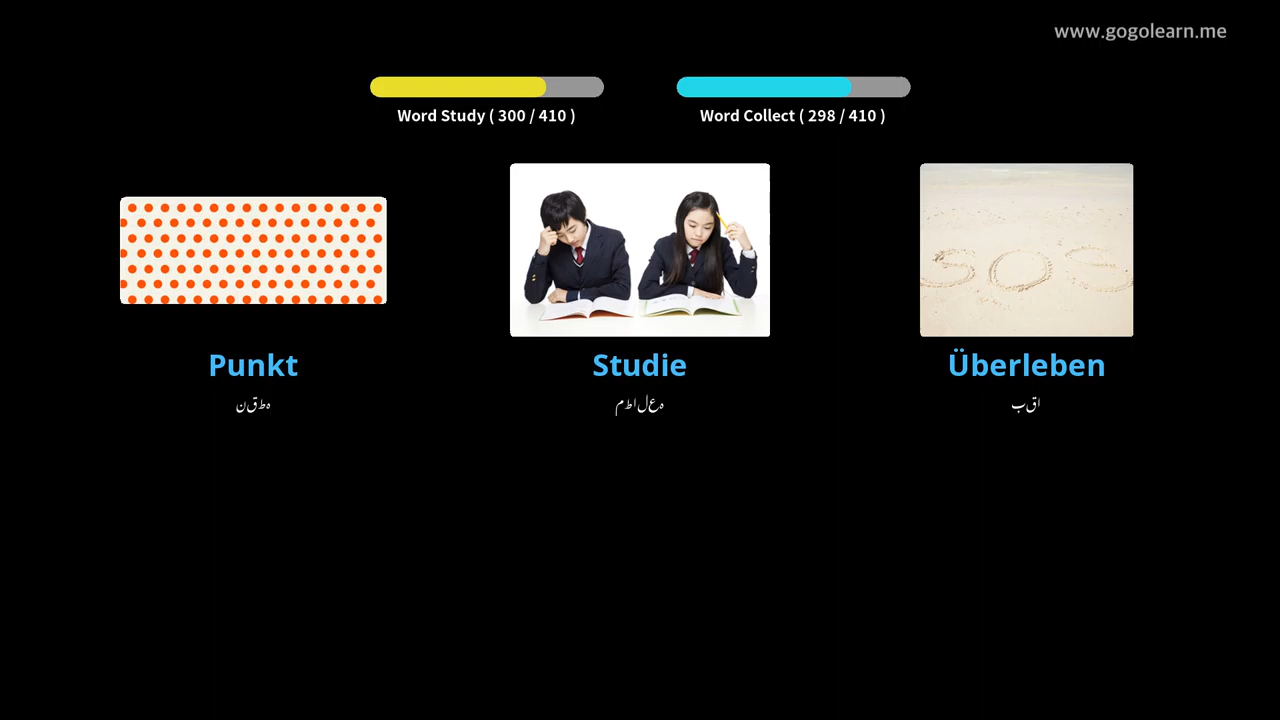 www.gogolearn.me
Word Study ( 300 / 410 )
Word Collect ( 298 / 410 )
SOS
Punkt
Studie
Überleben
نقطہ
مطالعہ
بقا